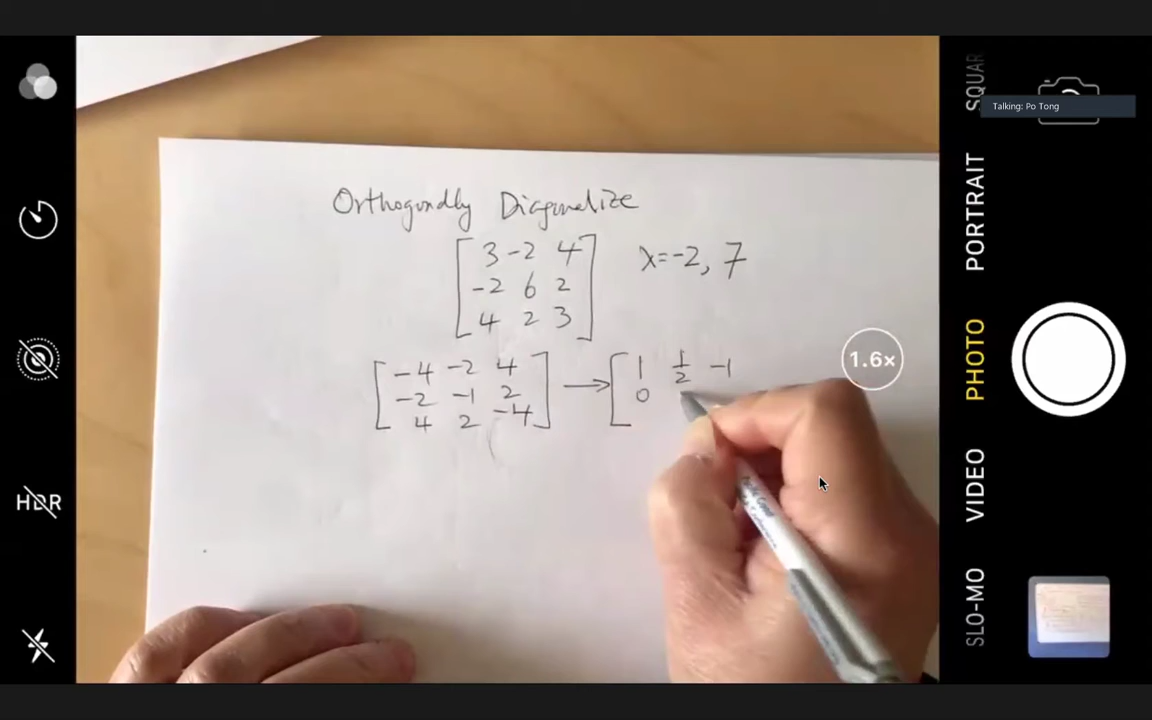 SQUAR
Talking: Po Tong
PORTRAIT
PHOTO
VIDEO
SLO-MO
HDR
1.6x
Orthogonally Diagonalize
[3 -2 4] λ=-2, 7
[-2 6 2]
[4 2 3]
[-4 -2 4] → [1 1/2 -1
[-2 -1 2] [0
[4 2 -4] [